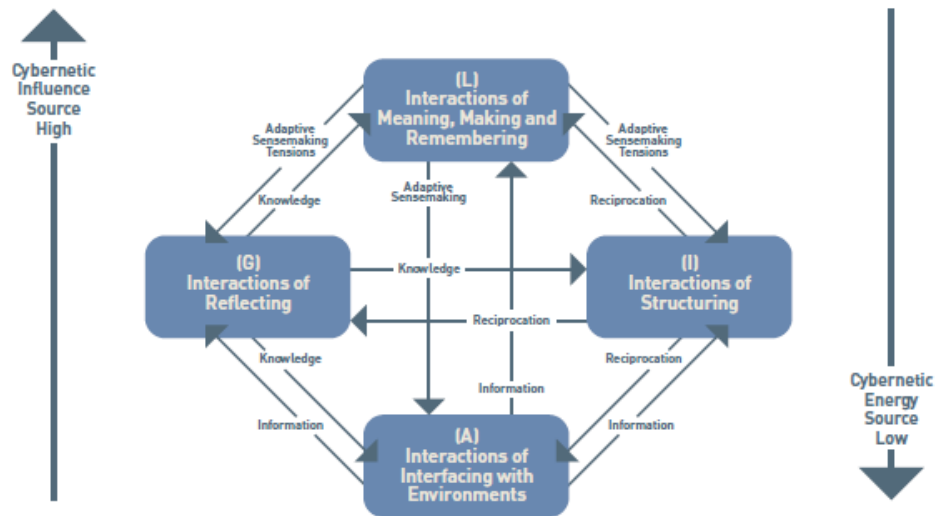 Cybernetic
Influence
Source
High
(L)
Interactions of
Meaning, Making and
Remembering
Adaptive
Sensemaking
Tensions
Knowledge
Adaptive
Sensemaking
Adaptive
Sensemaking
Tensions
Reciprocation
(G)
Interactions of
Reflecting
Knowledge
Reciprocation
(I)
Interactions of
Structuring
Knowledge
Information
Information
Reciprocation
Information
(A)
Interactions of
Interfacing with
Environments
Cybernetic
Energy
Source
Low